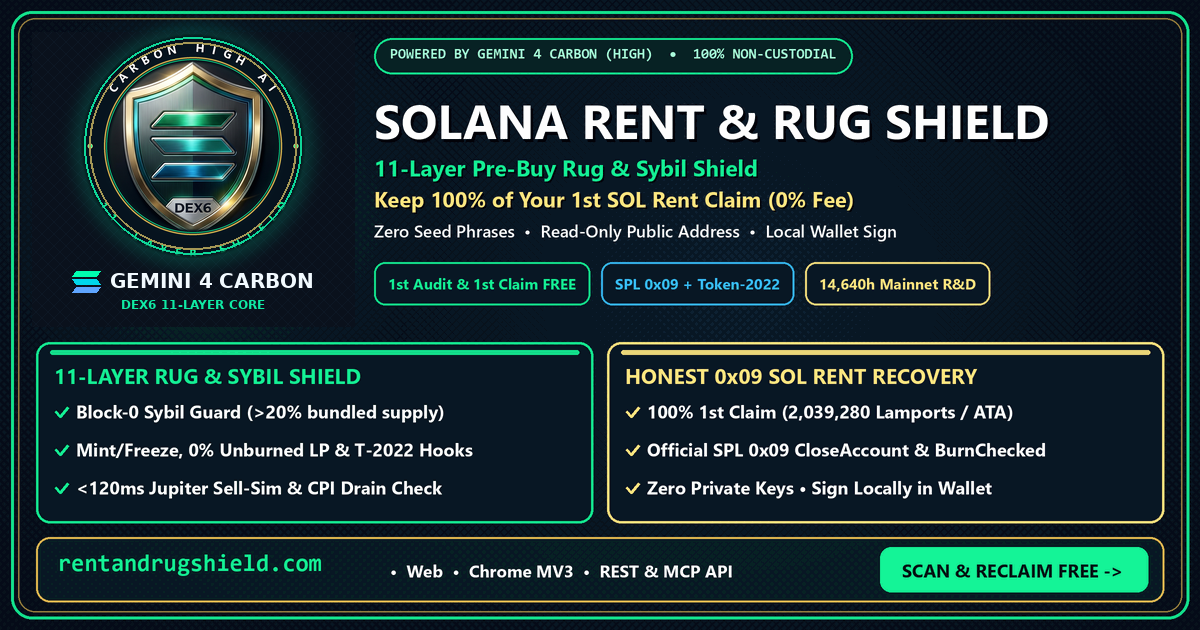 CARBON HIGH AI
DEX6
GEMINI 4 CARBON
DEX6 11-LAYER CORE
POWERED BY GEMINI 4 CARBON (HIGH) • 100% NON-CUSTODIAL
SOLANA RENT & RUG SHIELD
11-Layer Pre-Buy Rug & Sybil Shield
Keep 100% of Your 1st SOL Rent Claim (0% Fee)
Zero Seed Phrases • Read-Only Public Address • Local Wallet Sign
1st Audit & 1st Claim FREE
SPL 0x09 + Token-2022
14,640h Mainnet R&D
11-LAYER RUG & SYBIL SHIELD
✓ Block-0 Sybil Guard (>20% bundled supply)
✓ Mint/Freeze, 0% Unburned LP & T-2022 Hooks
✓ <120ms Jupiter Sell-Sim & CPI Drain Check
HONEST 0x09 SOL RENT RECOVERY
✓ 100% 1st Claim (2,039,280 Lamports / ATA)
✓ Official SPL 0x09 CloseAccount & BurnChecked
✓ Zero Private Keys • Sign Locally in Wallet
rentandrugshield.com
• Web • Chrome MV3 • REST & MCP API
SCAN & RECLAIM FREE ->